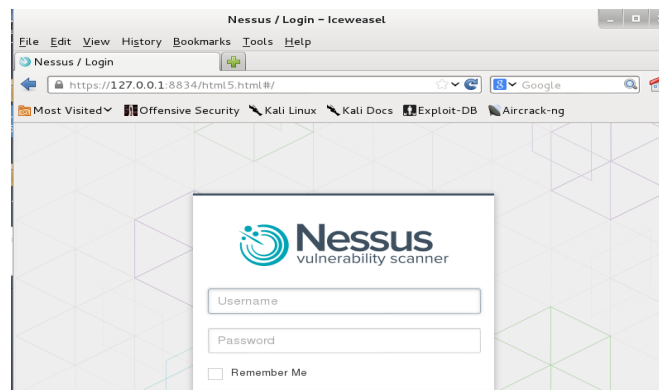 Nessus / Login – Iceweasel
File Edit View History Bookmarks Tools Help
Nessus / Login
https://127.0.0.1:8834/html5.html#/
Google
Most Visited Offensive Security Kali Linux Kali Docs Exploit-DB Aircrack-ng
Nessus
vulnerability scanner
Username
Password
Remember Me